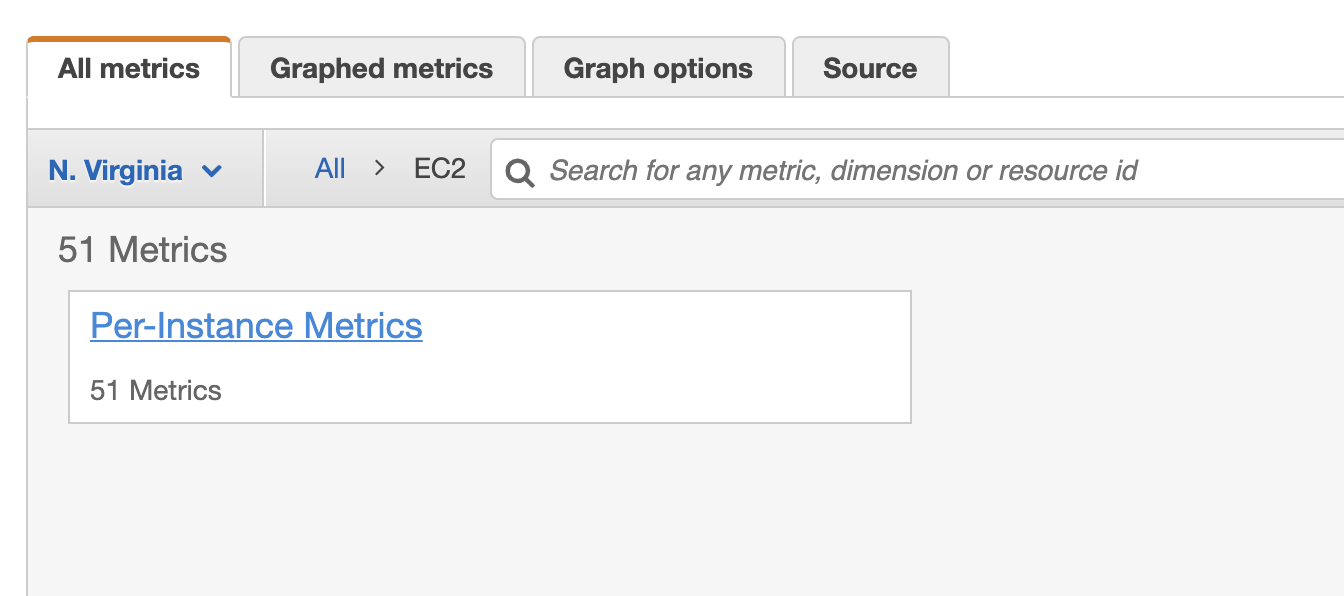 All metrics Graphed metrics Graph options Source
N. Virginia All > EC2 Search for any metric, dimension or resource id
51 Metrics
Per-Instance Metrics
51 Metrics